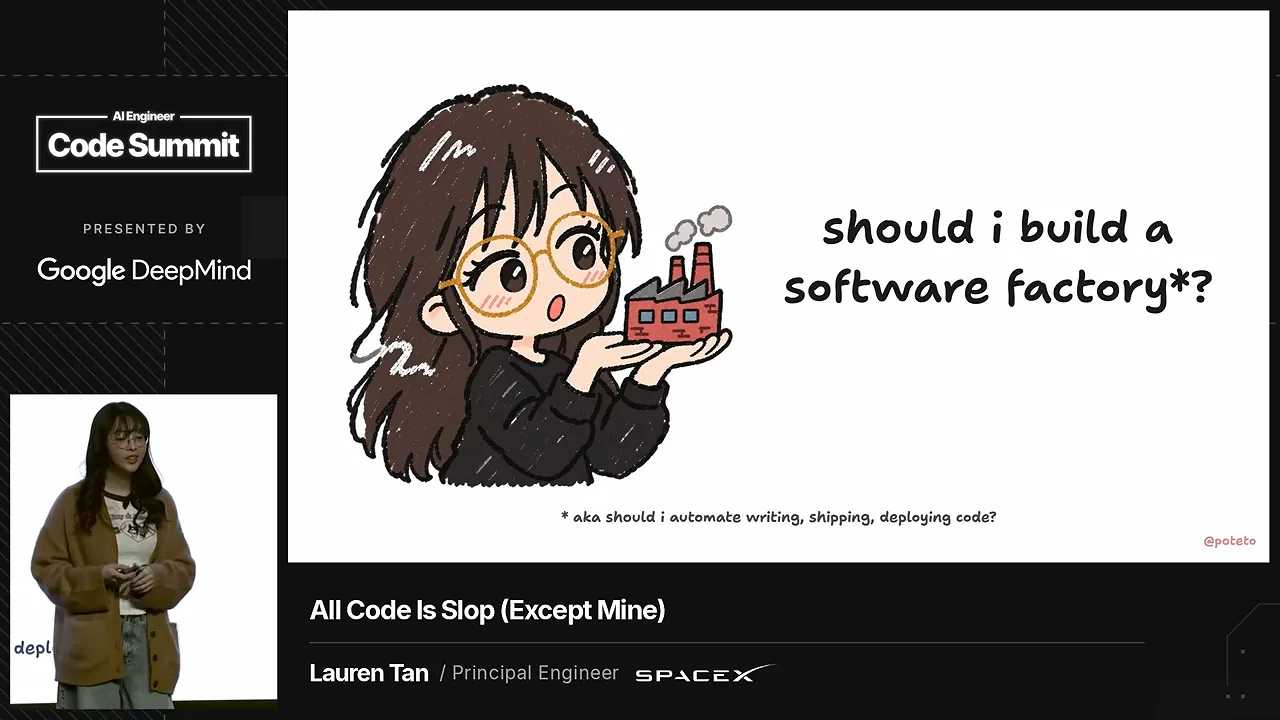 AI Engineer
Code Summit
PRESENTED BY
Google DeepMind
should i build a
software factory*?
* aka should i automate writing, shipping, deploying code?
@poteto
depl
All Code Is Slop (Except Mine)
Lauren Tan / Principal Engineer SPACEX